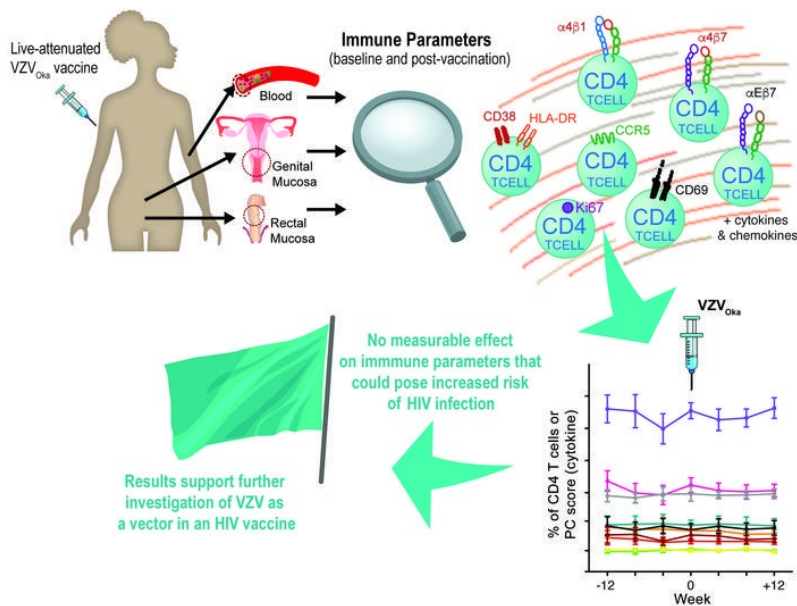 Live-attenuated
VZVOka vaccine
Blood
Genital
Mucosa
Rectal
Mucosa
Immune Parameters
(baseline and post-vaccination)
α4β1
CD4
TCELL
α4β7
CD4
TCELL
αEβ7
CD4
TCELL
CD38
HLA-DR
CD4
TCELL
CCR5
CD4
TCELL
Ki67
CD4
TCELL
CD69
CD4
TCELL
+ cytokines
& chemokines
No measurable effect
on immmune parameters that
could pose increased risk
of HIV infection
Results support further
investigation of VZV as
a vector in an HIV vaccine
VZVOka
% of CD4 T cells or
PC score (cytokine)
-12
0
+12
Week